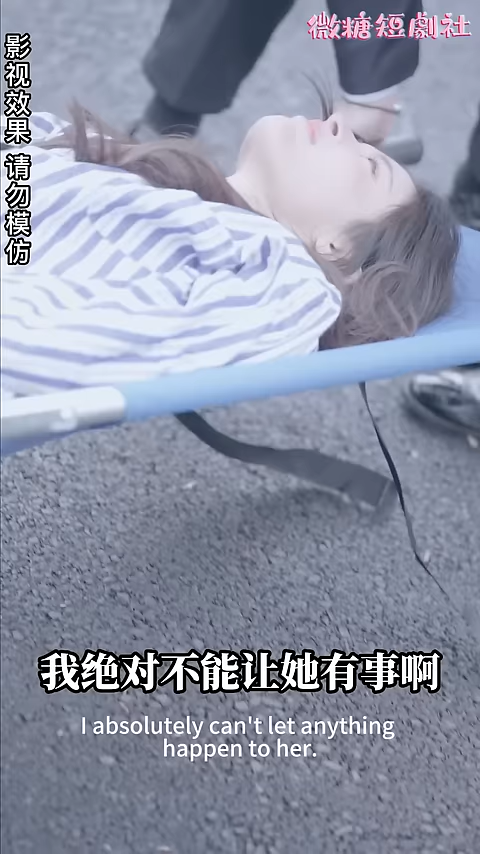 微糖短劇社
影视效果 请勿模仿
我绝对不能让她有事啊
I absolutely can't let anything
happen to her.